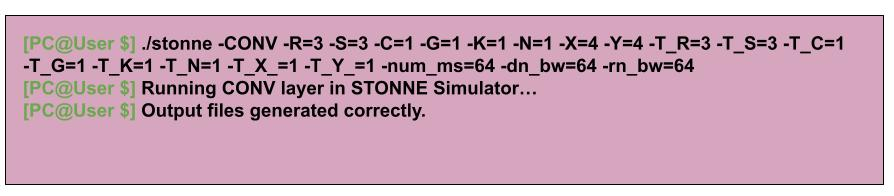 [PC@User $] ./stonne -CONV -R=3 -S=3 -C=1 -G=1 -K=1 -N=1 -X=4 -Y=4 -T_R=3 -T_S=3 -T_C=1
-T_G=1 -T_K=1 -T_N=1 -T_X_=1 -T_Y_=1 -num_ms=64 -dn_bw=64 -rn_bw=64
[PC@User $] Running CONV layer in STONNE Simulator…
[PC@User $] Output files generated correctly.